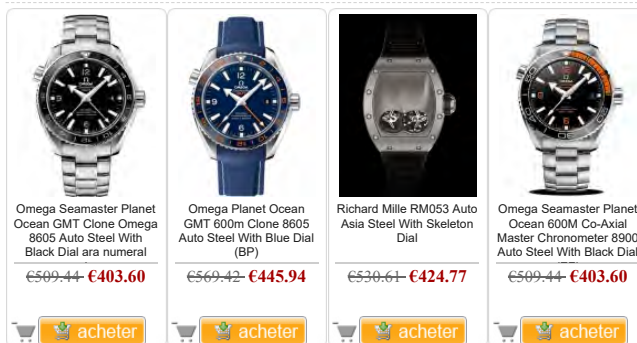 Omega Seamaster Planet
Ocean GMT Clone Omega
8605 Auto Steel With
Black Dial ara numeral
€509.44 €403.60
acheter
Omega Planet Ocean
GMT 600m Clone 8605
Auto Steel With Blue Dial
(BP)
€569.42 €445.94
acheter
Richard Mille RM053 Auto
Asia Steel With Skeleton
Dial
€530.61 €424.77
acheter
Omega Seamaster Planet
Ocean 600M Co-Axial
Master Chronometer 8900
Auto Steel With Black Dial
€509.44 €403.60
acheter